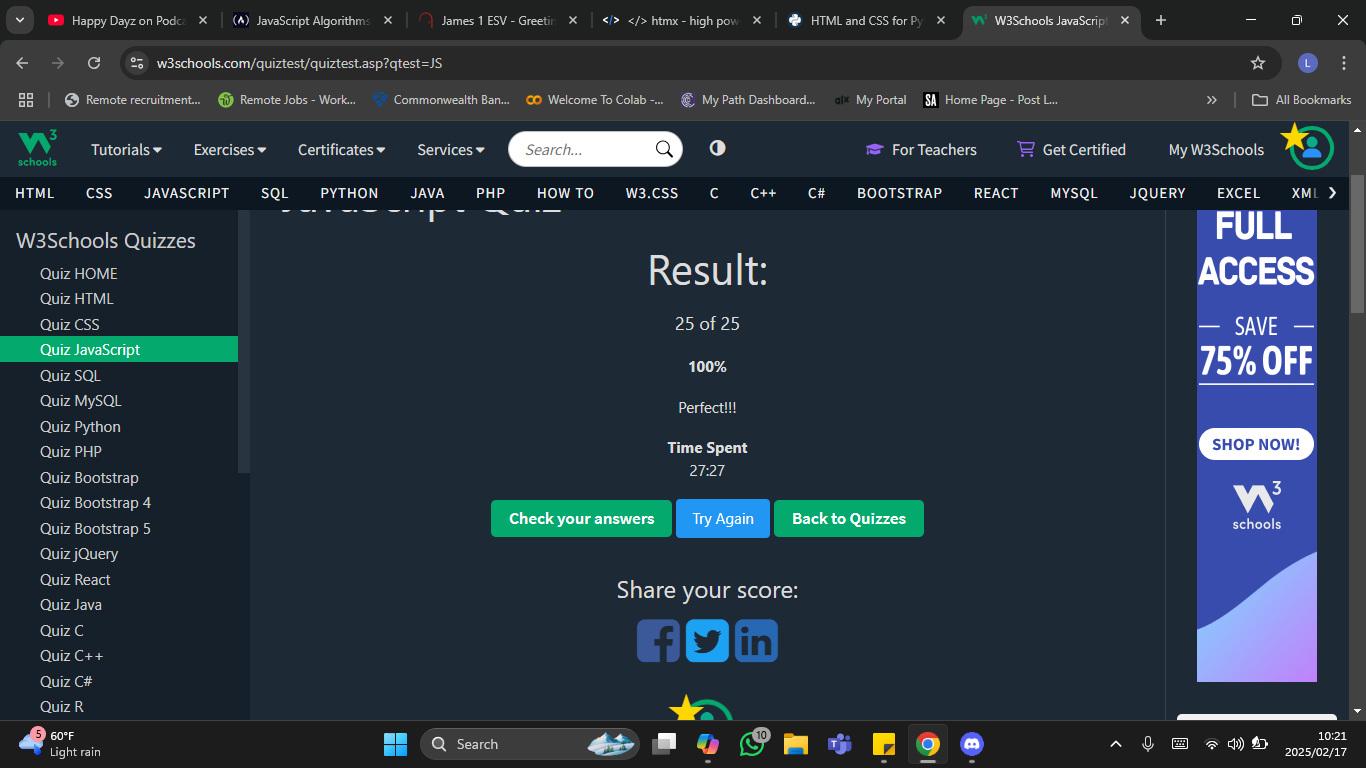 Happy Dayz on Podca
JavaScript Algorithms
James 1 ESV - Greetin
</> htmx - high pow
HTML and CSS for Py
W3Schools JavaScript
w3schools.com/quiztest/quiztest.asp?qtest=JS
L
Remote recruitment...
Remote Jobs - Work...
Commonwealth Ban...
Welcome To Colab -...
My Path Dashboard...
alx My Portal
SA Home Page - Post L...
»
All Bookmarks
W3 schools
Tutorials
Exercises
Certificates
Services
Search...
For Teachers
Get Certified
My W3Schools
HTML CSS JAVASCRIPT SQL PYTHON JAVA PHP HOW TO W3.CSS C C++ C# BOOTSTRAP REACT MYSQL JQUERY EXCEL XML
JavaScript Quiz
W3Schools Quizzes
Quiz HOME
Quiz HTML
Quiz CSS
Quiz JavaScript
Quiz SQL
Quiz MySQL
Quiz Python
Quiz PHP
Quiz Bootstrap
Quiz Bootstrap 4
Quiz Bootstrap 5
Quiz jQuery
Quiz React
Quiz Java
Quiz C
Quiz C++
Quiz C#
Quiz R
Result:
25 of 25
100%
Perfect!!!
Time Spent
27:27
Check your answers
Try Again
Back to Quizzes
Share your score:
FULL
ACCESS
SAVE
75% OFF
SHOP NOW!
W3
schools
5
60°F
Light rain
Search
10
10:21
2025/02/17